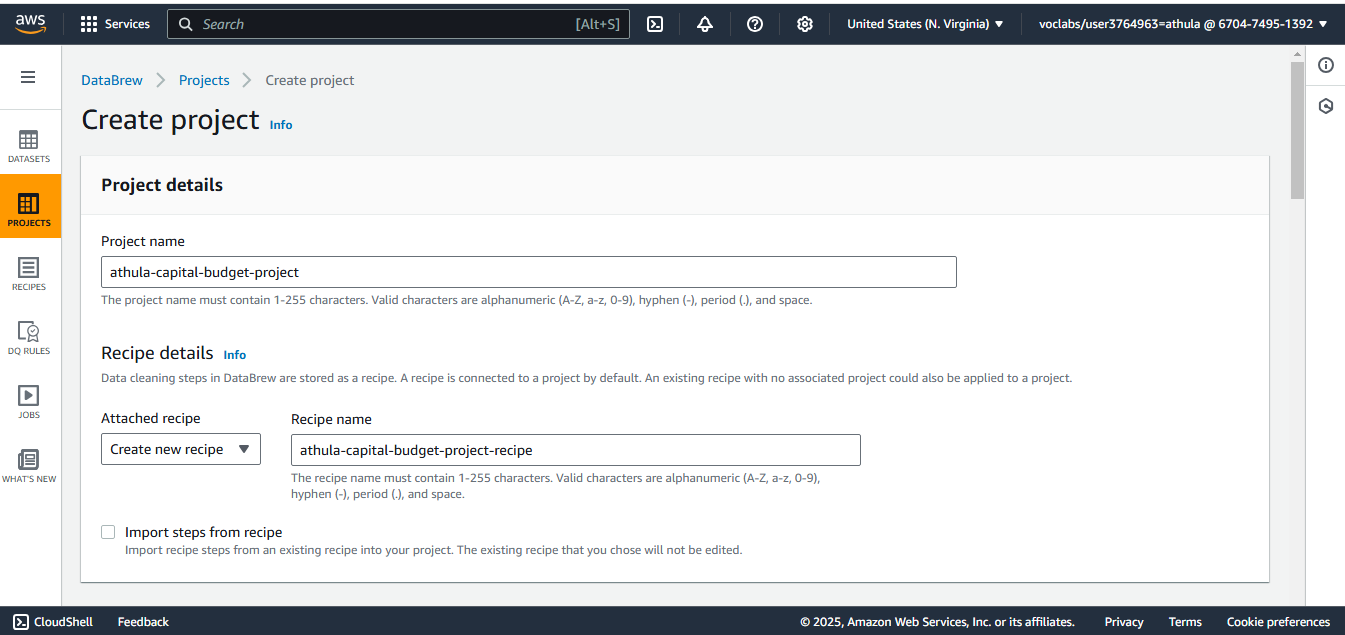 aws
Services
Search
[Alt+S]
United States (N. Virginia)
voclabs/user3764963=athula @ 6704-7495-1392
DataBrew
Projects
Create project
Create project Info
DATASETS
PROJECTS
RECIPES
DQ RULES
JOBS
WHAT'S NEW
Project details
Project name
athula-capital-budget-project
The project name must contain 1-255 characters. Valid characters are alphanumeric (A-Z, a-z, 0-9), hyphen (-), period (.), and space.
Recipe details Info
Data cleaning steps in DataBrew are stored as a recipe. A recipe is connected to a project by default. An existing recipe with no associated project could also be applied to a project.
Attached recipe
Create new recipe
Recipe name
athula-capital-budget-project-recipe
The recipe name must contain 1-255 characters. Valid characters are alphanumeric (A-Z, a-z, 0-9),
hyphen (-), period (.), and space.
Import steps from recipe
Import recipe steps from an existing recipe into your project. The existing recipe that you chose will not be edited.
CloudShell
Feedback
© 2025, Amazon Web Services, Inc. or its affiliates.
Privacy
Terms
Cookie preferences